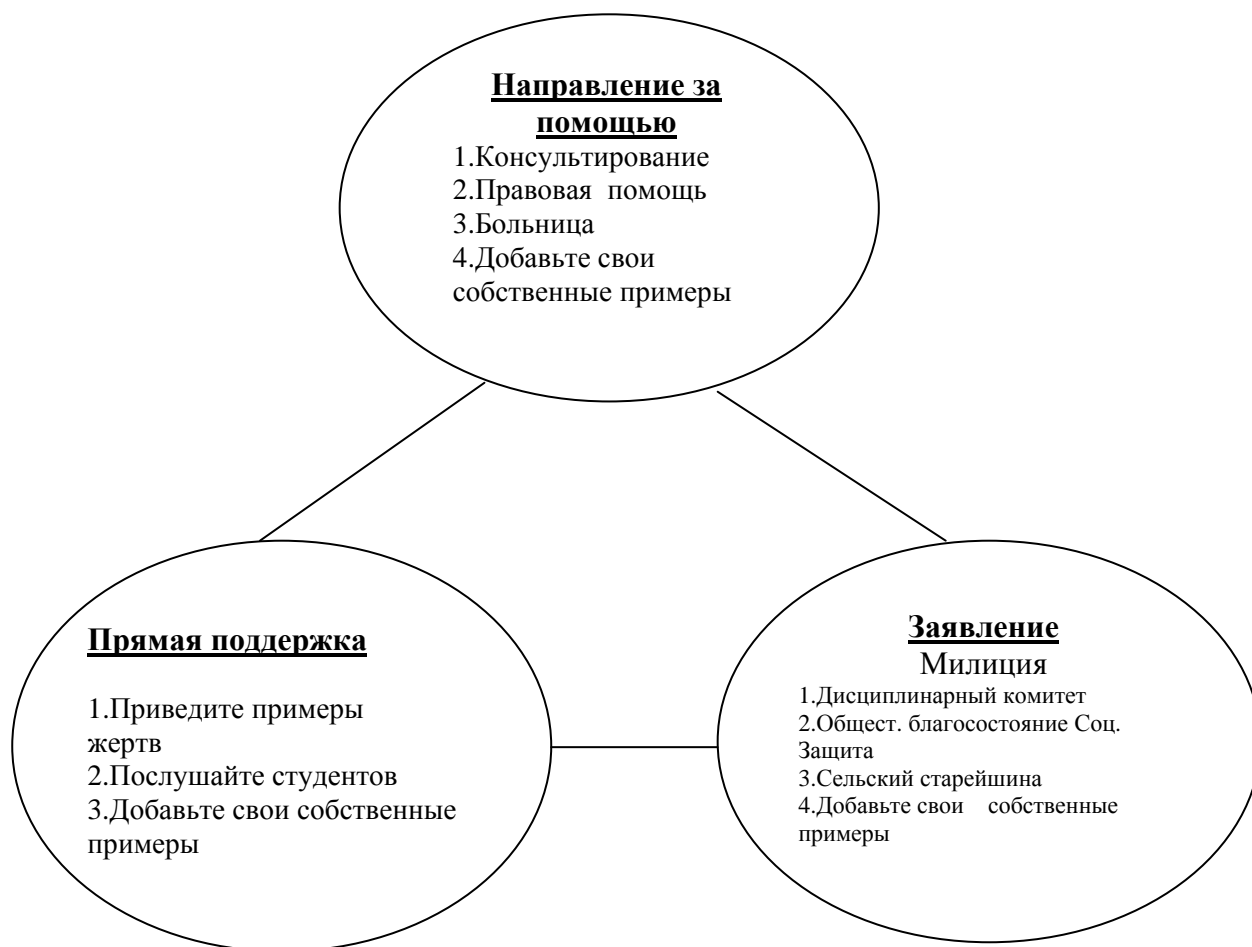 Направление за
помощью
1.Консультирование
2.Правовая помощь
3.Больница
4.Добавьте свои
собственные примеры
Прямая поддержка
1.Приведите примеры
жертв
2.Послушайте студентов
3.Добавьте свои собственные
примеры
Заявление
Милиция
1.Дисциплинарный комитет
2.Общест. благосостояние Соц.
Защита
3.Сельский старейшина
4.Добавьте свои собственные
примеры